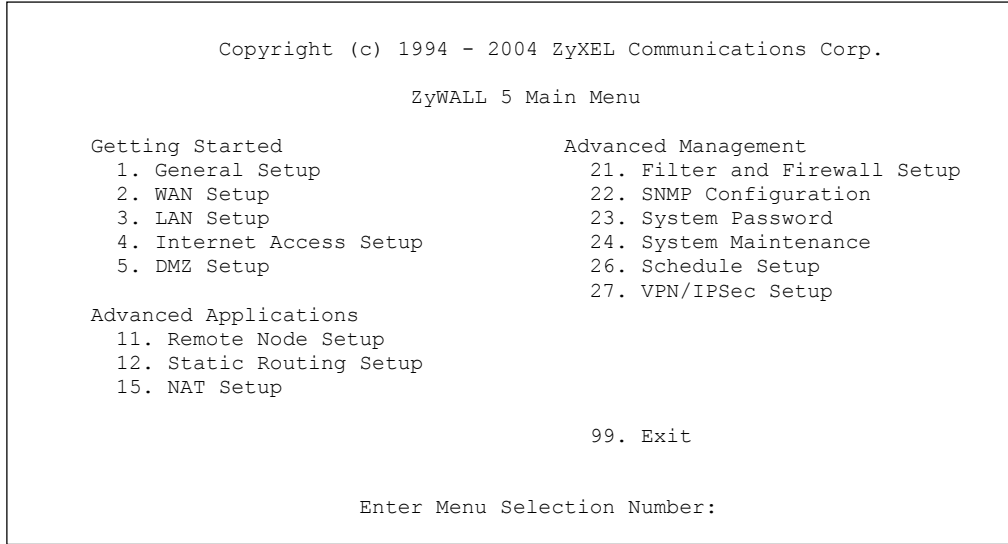 Copyright (c) 1994 - 2004 ZyXEL Communications Corp.
ZyWALL 5 Main Menu
Getting Started
1. General Setup
2. WAN Setup
3. LAN Setup
4. Internet Access Setup
5. DMZ Setup
Advanced Applications
11. Remote Node Setup
12. Static Routing Setup
15. NAT Setup
Advanced Management
21. Filter and Firewall Setup
22. SNMP Configuration
23. System Password
24. System Maintenance
26. Schedule Setup
27. VPN/IPSec Setup
99. Exit
Enter Menu Selection Number: